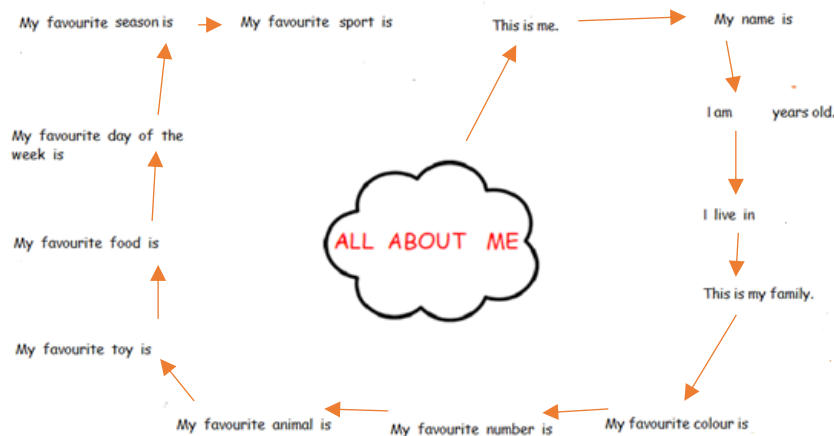 ALL ABOUT ME
This is me.
My name is
I am years old.
I live in
This is my family.
My favourite colour is
My favourite number is
My favourite animal is
My favourite toy is
My favourite food is
My favourite day of the
week is
My favourite season is
My favourite sport is